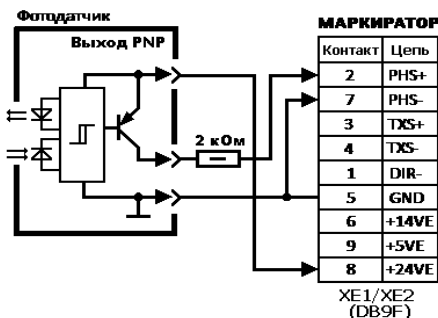 Фотодатчик
Выход PNP
2 кОм
МАРКИРАТОР
Контакт Цепь
2 PHS+
7 PHS-
3 TXS+
4 TXS-
1 DIR-
5 GND
6 +14VE
9 +5VE
8 +24VE
XE1/XE2
(DB9F)